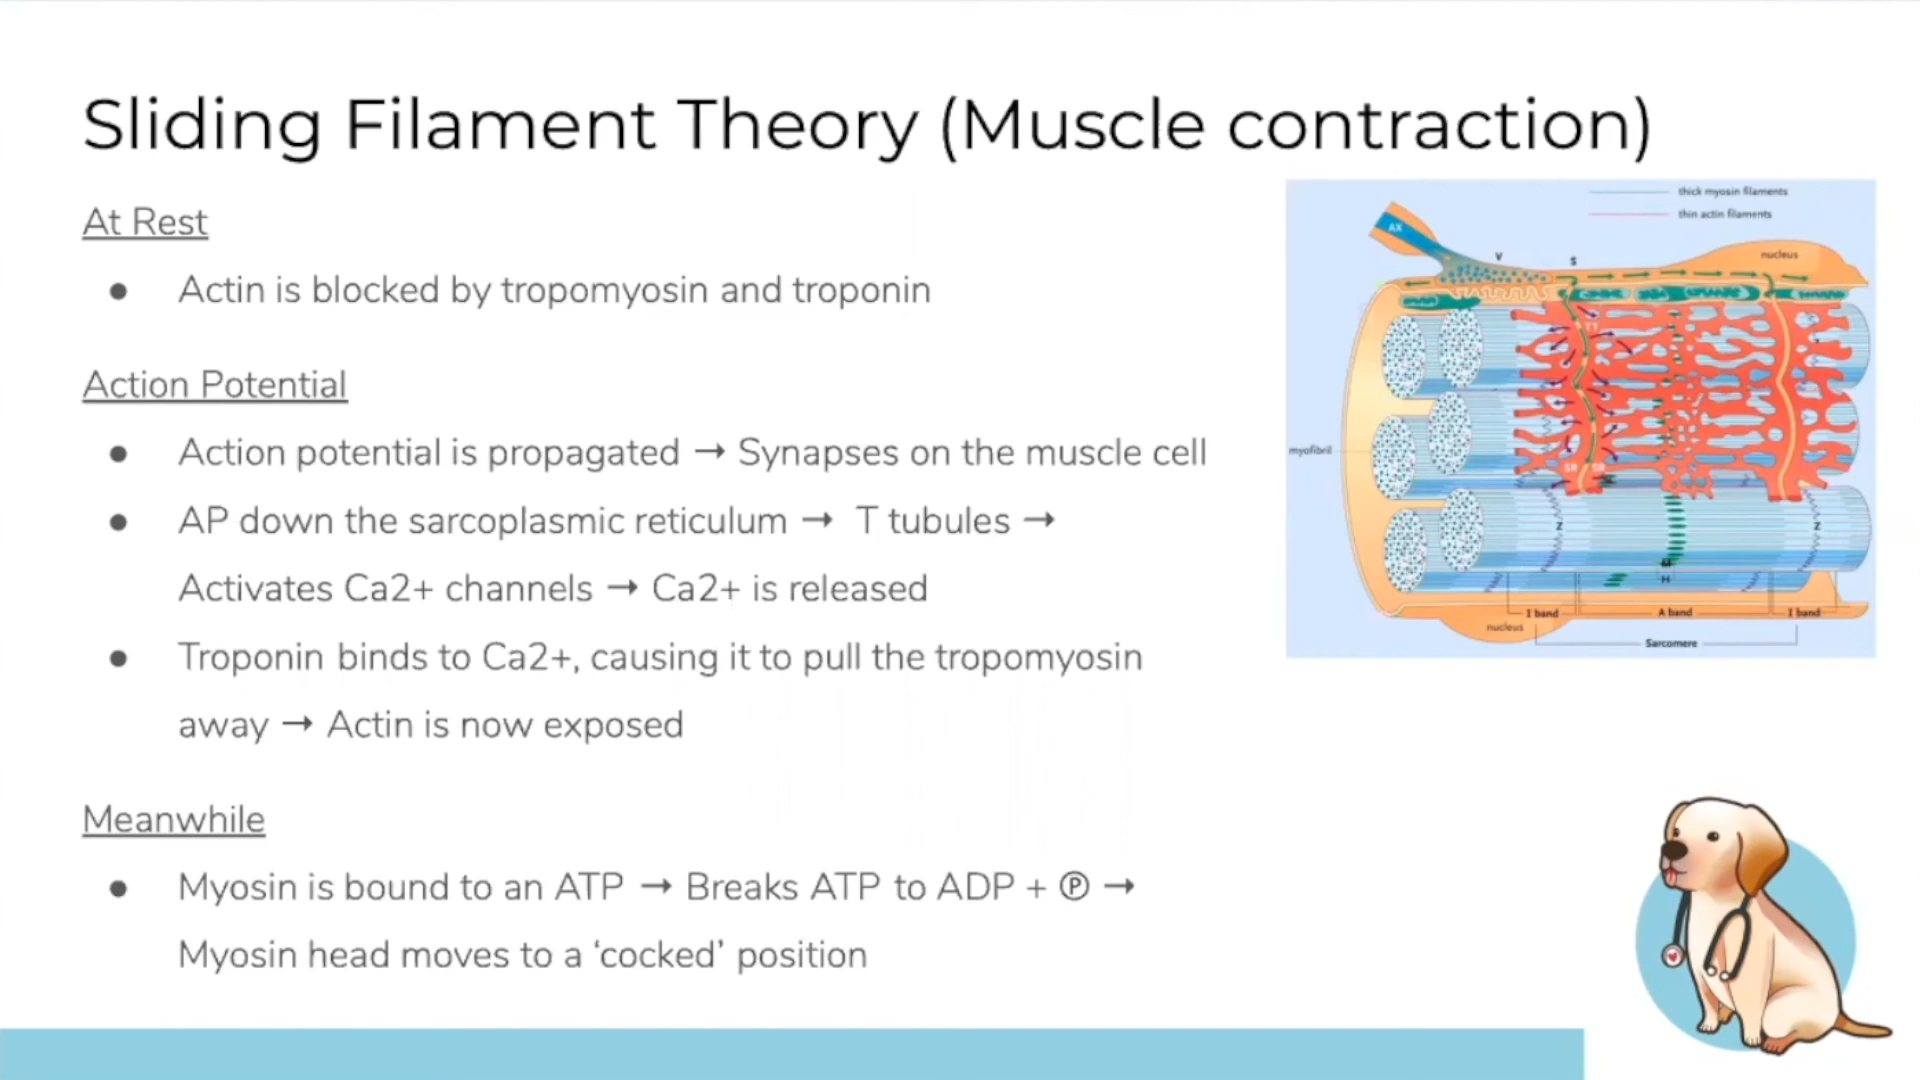 Sliding Filament Theory (Muscle contraction)
At Rest
● Actin is blocked by tropomyosin and troponin
Action Potential
● Action potential is propagated → Synapses on the muscle cell
● AP down the sarcoplasmic reticulum → T tubules →
Activates Ca2+ channels → Ca2+ is released
● Troponin binds to Ca2+, causing it to pull the tropomyosin
away → Actin is now exposed
Meanwhile
● Myosin is bound to an ATP → Breaks ATP to ADP + Ⓟ →
Myosin head moves to a ‘cocked’ position
thick myosin filaments
thin actin filaments
AX
V
S
nucleus
TT
myofibril
SR SR
Z
Z
M
H
I band
A band
I band
nucleus
Sarcomere